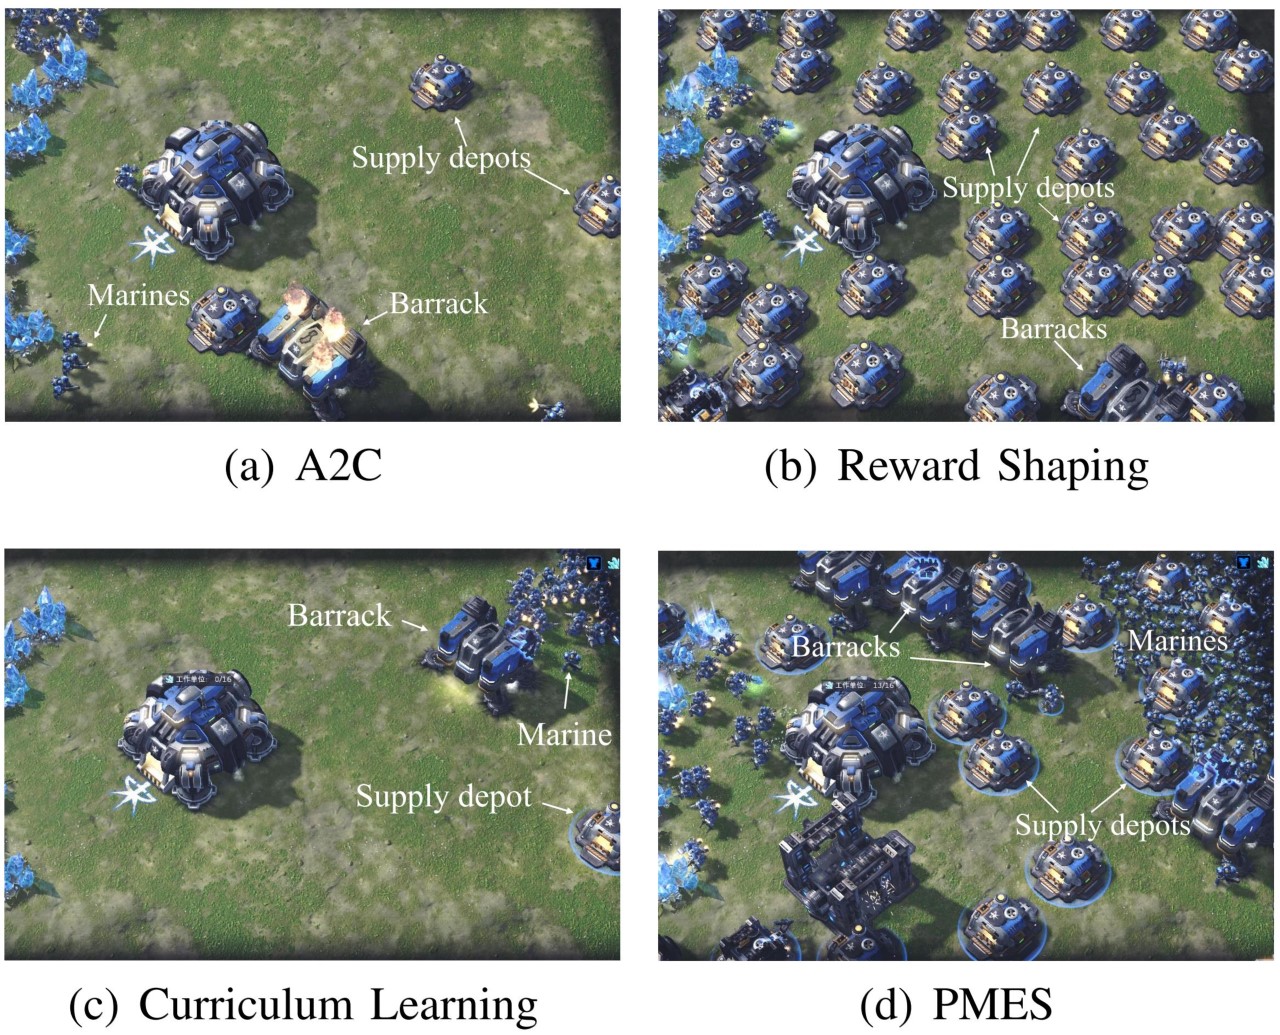 Supply depots
Marines
Barrack
(a) A2C
Supply depots
Barracks
(b) Reward Shaping
Barrack
工作单位: 0/16
Marine
Supply depot
(c) Curriculum Learning
Barracks
Marines
工作单位: 13/16
Supply depots
(d) PMES